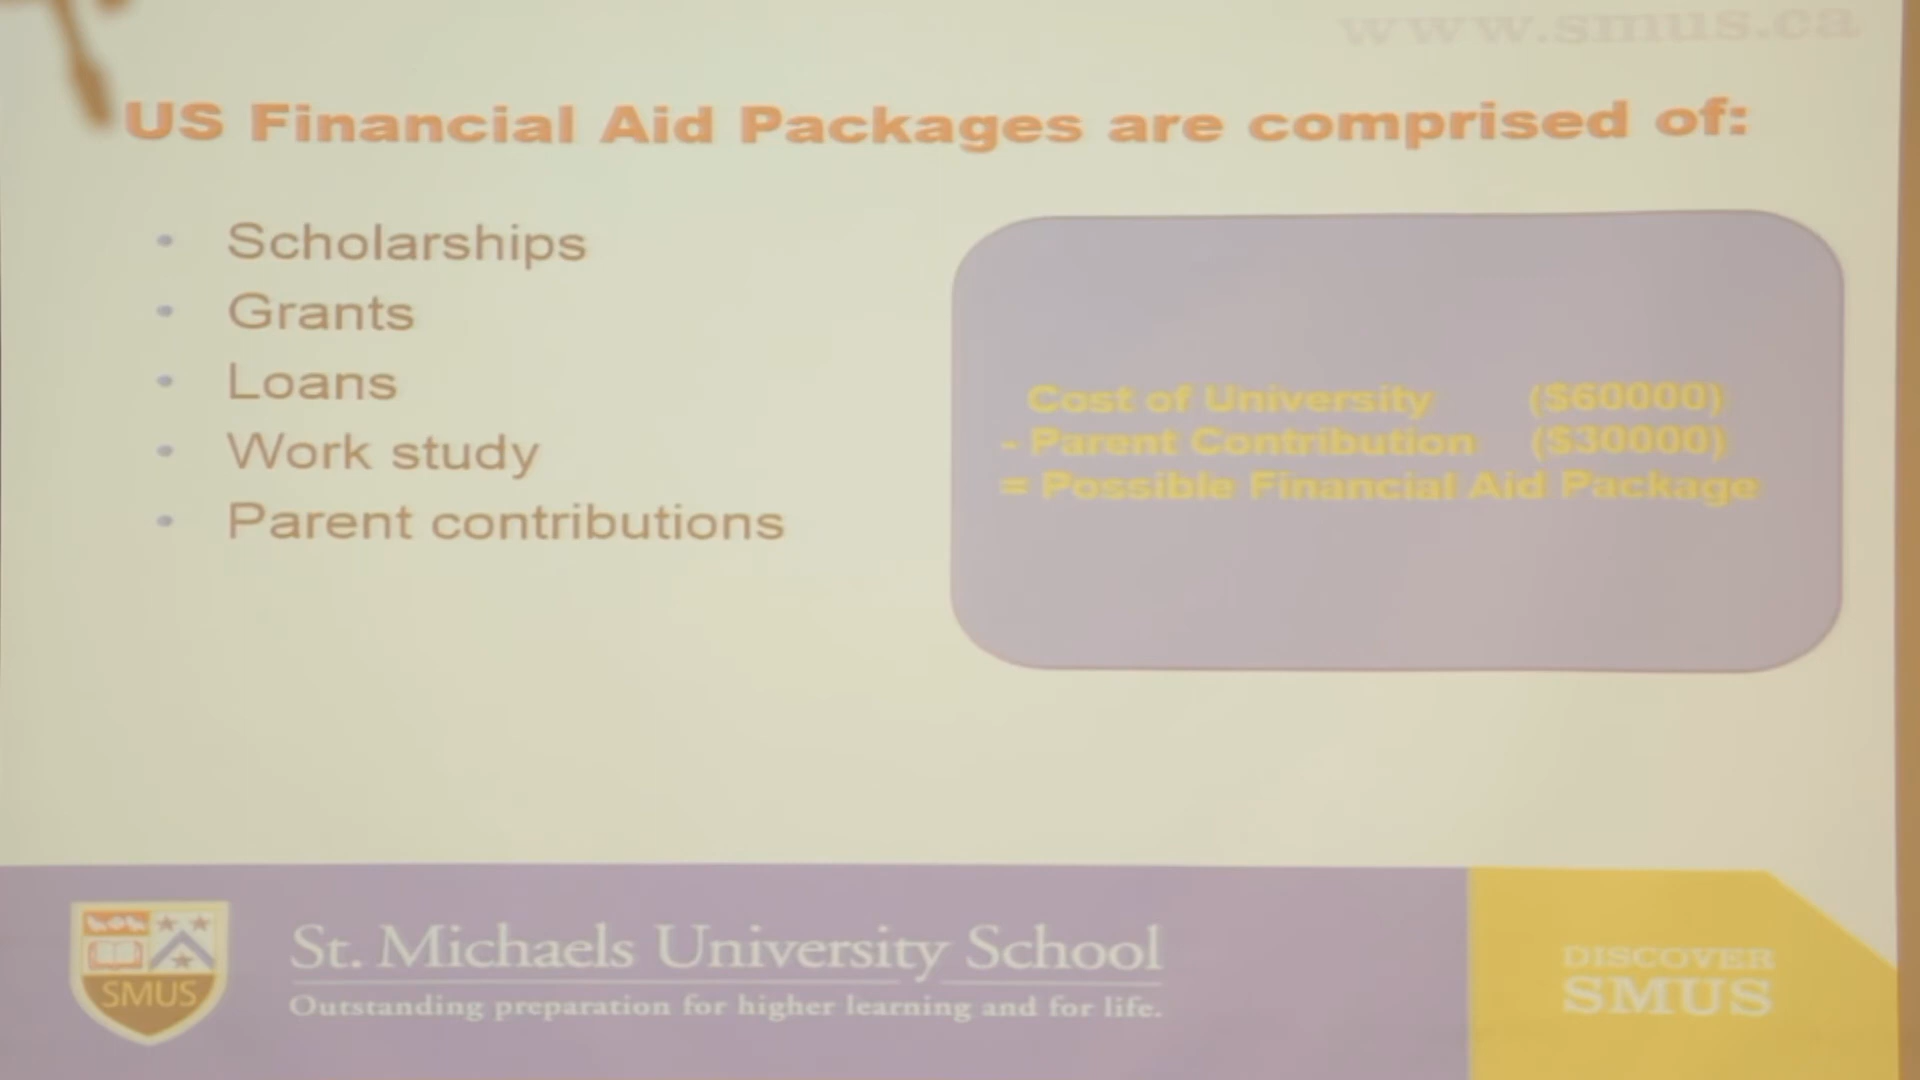 www.smus.ca
US Financial Aid Packages are comprised of:
• Scholarships
• Grants
• Loans
• Work study
• Parent contributions
Cost of University ($60000)
- Parent Contribution ($30000)
= Possible Financial Aid Package
SMUS
St. Michaels University School
Outstanding preparation for higher learning and for life.
DISCOVER
SMUS